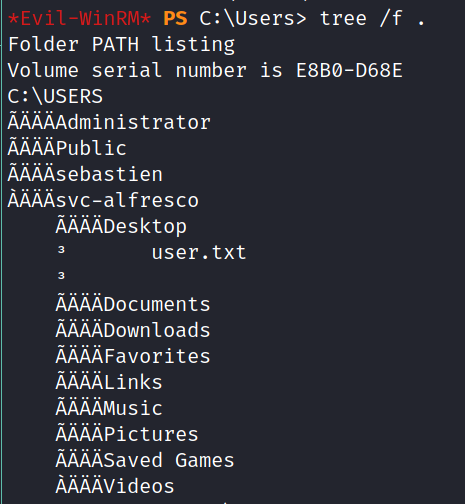 *Evil-WinRM* PS C:\Users> tree /f .
Folder PATH listing
Volume serial number is E8B0-D68E
C:\USERS
ÃÄÄÄAdministrator
ÃÄÄÄPublic
ÃÄÄÄsebastien
ÀÄÄÄsvc-alfresco
    ÃÄÄÄDesktop
    ³       user.txt
    ³
    ÃÄÄÄDocuments
    ÃÄÄÄDownloads
    ÃÄÄÄFavorites
    ÃÄÄÄLinks
    ÃÄÄÄMusic
    ÃÄÄÄPictures
    ÃÄÄÄSaved Games
    ÀÄÄÄVideos